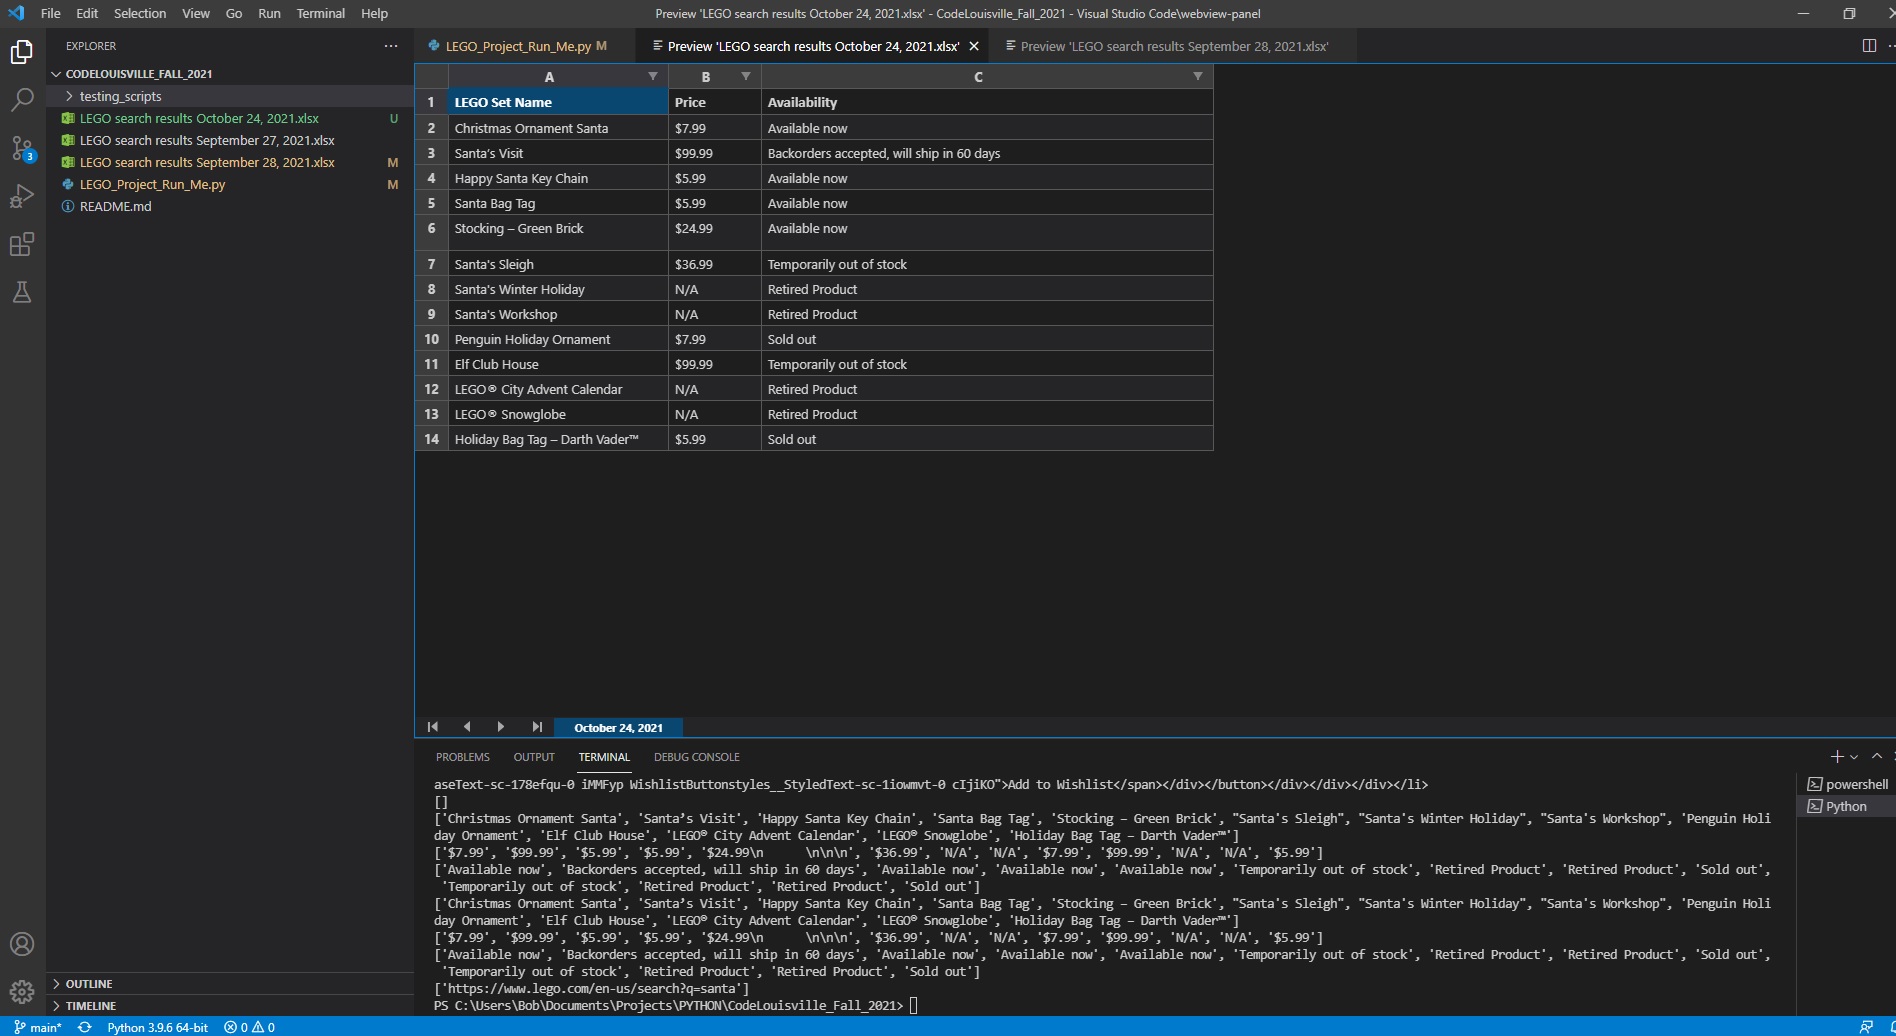 File Edit Selection View Go Run Terminal Help
Preview 'LEGO search results October 24, 2021.xlsx' - CodeLouisville_Fall_2021 - Visual Studio Code\webview-panel
EXPLORER
CODELOUISVILLE_FALL_2021
testing_scripts
LEGO search results October 24, 2021.xlsx U
LEGO search results September 27, 2021.xlsx
LEGO search results September 28, 2021.xlsx M
LEGO_Project_Run_Me.py M
README.md
3
OUTLINE
TIMELINE
LEGO_Project_Run_Me.py M
Preview 'LEGO search results October 24, 2021.xlsx'
Preview 'LEGO search results September 28, 2021.xlsx'
A B C
1 LEGO Set Name Price Availability
2 Christmas Ornament Santa $7.99 Available now
3 Santa’s Visit $99.99 Backorders accepted, will ship in 60 days
4 Happy Santa Key Chain $5.99 Available now
5 Santa Bag Tag $5.99 Available now
6 Stocking – Green Brick $24.99 Available now
7 Santa's Sleigh $36.99 Temporarily out of stock
8 Santa's Winter Holiday N/A Retired Product
9 Santa's Workshop N/A Retired Product
10 Penguin Holiday Ornament $7.99 Sold out
11 Elf Club House $99.99 Temporarily out of stock
12 LEGO® City Advent Calendar N/A Retired Product
13 LEGO® Snowglobe N/A Retired Product
14 Holiday Bag Tag – Darth Vader™ $5.99 Sold out
October 24, 2021
PROBLEMS OUTPUT TERMINAL DEBUG CONSOLE
aseText-sc-178efqu-0 iMMFyp WishlistButtonstyles__StyledText-sc-1iowmvt-0 cIjiKO">Add to Wishlist</span></div></button></div></div></div></li>
[]
['Christmas Ornament Santa', 'Santa’s Visit', 'Happy Santa Key Chain', 'Santa Bag Tag', 'Stocking – Green Brick', "Santa's Sleigh", "Santa's Winter Holiday", "Santa's Workshop", 'Penguin Holi
day Ornament', 'Elf Club House', 'LEGO® City Advent Calendar', 'LEGO® Snowglobe', 'Holiday Bag Tag – Darth Vader™']
['$7.99', '$99.99', '$5.99', '$5.99', '$24.99\n      \n\n\n', '$36.99', 'N/A', 'N/A', '$7.99', '$99.99', 'N/A', 'N/A', '$5.99']
['Available now', 'Backorders accepted, will ship in 60 days', 'Available now', 'Available now', 'Available now', 'Temporarily out of stock', 'Retired Product', 'Retired Product', 'Sold out',
'Temporarily out of stock', 'Retired Product', 'Retired Product', 'Sold out']
['Christmas Ornament Santa', 'Santa’s Visit', 'Happy Santa Key Chain', 'Santa Bag Tag', 'Stocking – Green Brick', "Santa's Sleigh", "Santa's Winter Holiday", "Santa's Workshop", 'Penguin Holi
day Ornament', 'Elf Club House', 'LEGO® City Advent Calendar', 'LEGO® Snowglobe', 'Holiday Bag Tag – Darth Vader™']
['$7.99', '$99.99', '$5.99', '$5.99', '$24.99\n      \n\n\n', '$36.99', 'N/A', 'N/A', '$7.99', '$99.99', 'N/A', 'N/A', '$5.99']
['Available now', 'Backorders accepted, will ship in 60 days', 'Available now', 'Available now', 'Available now', 'Temporarily out of stock', 'Retired Product', 'Retired Product', 'Sold out',
'Temporarily out of stock', 'Retired Product', 'Retired Product', 'Sold out']
['https://www.lego.com/en-us/search?q=santa']
PS C:\Users\Bob\Documents\Projects\PYTHON\CodeLouisville_Fall_2021>
powershell
Python
main* Python 3.9.6 64-bit 0 0